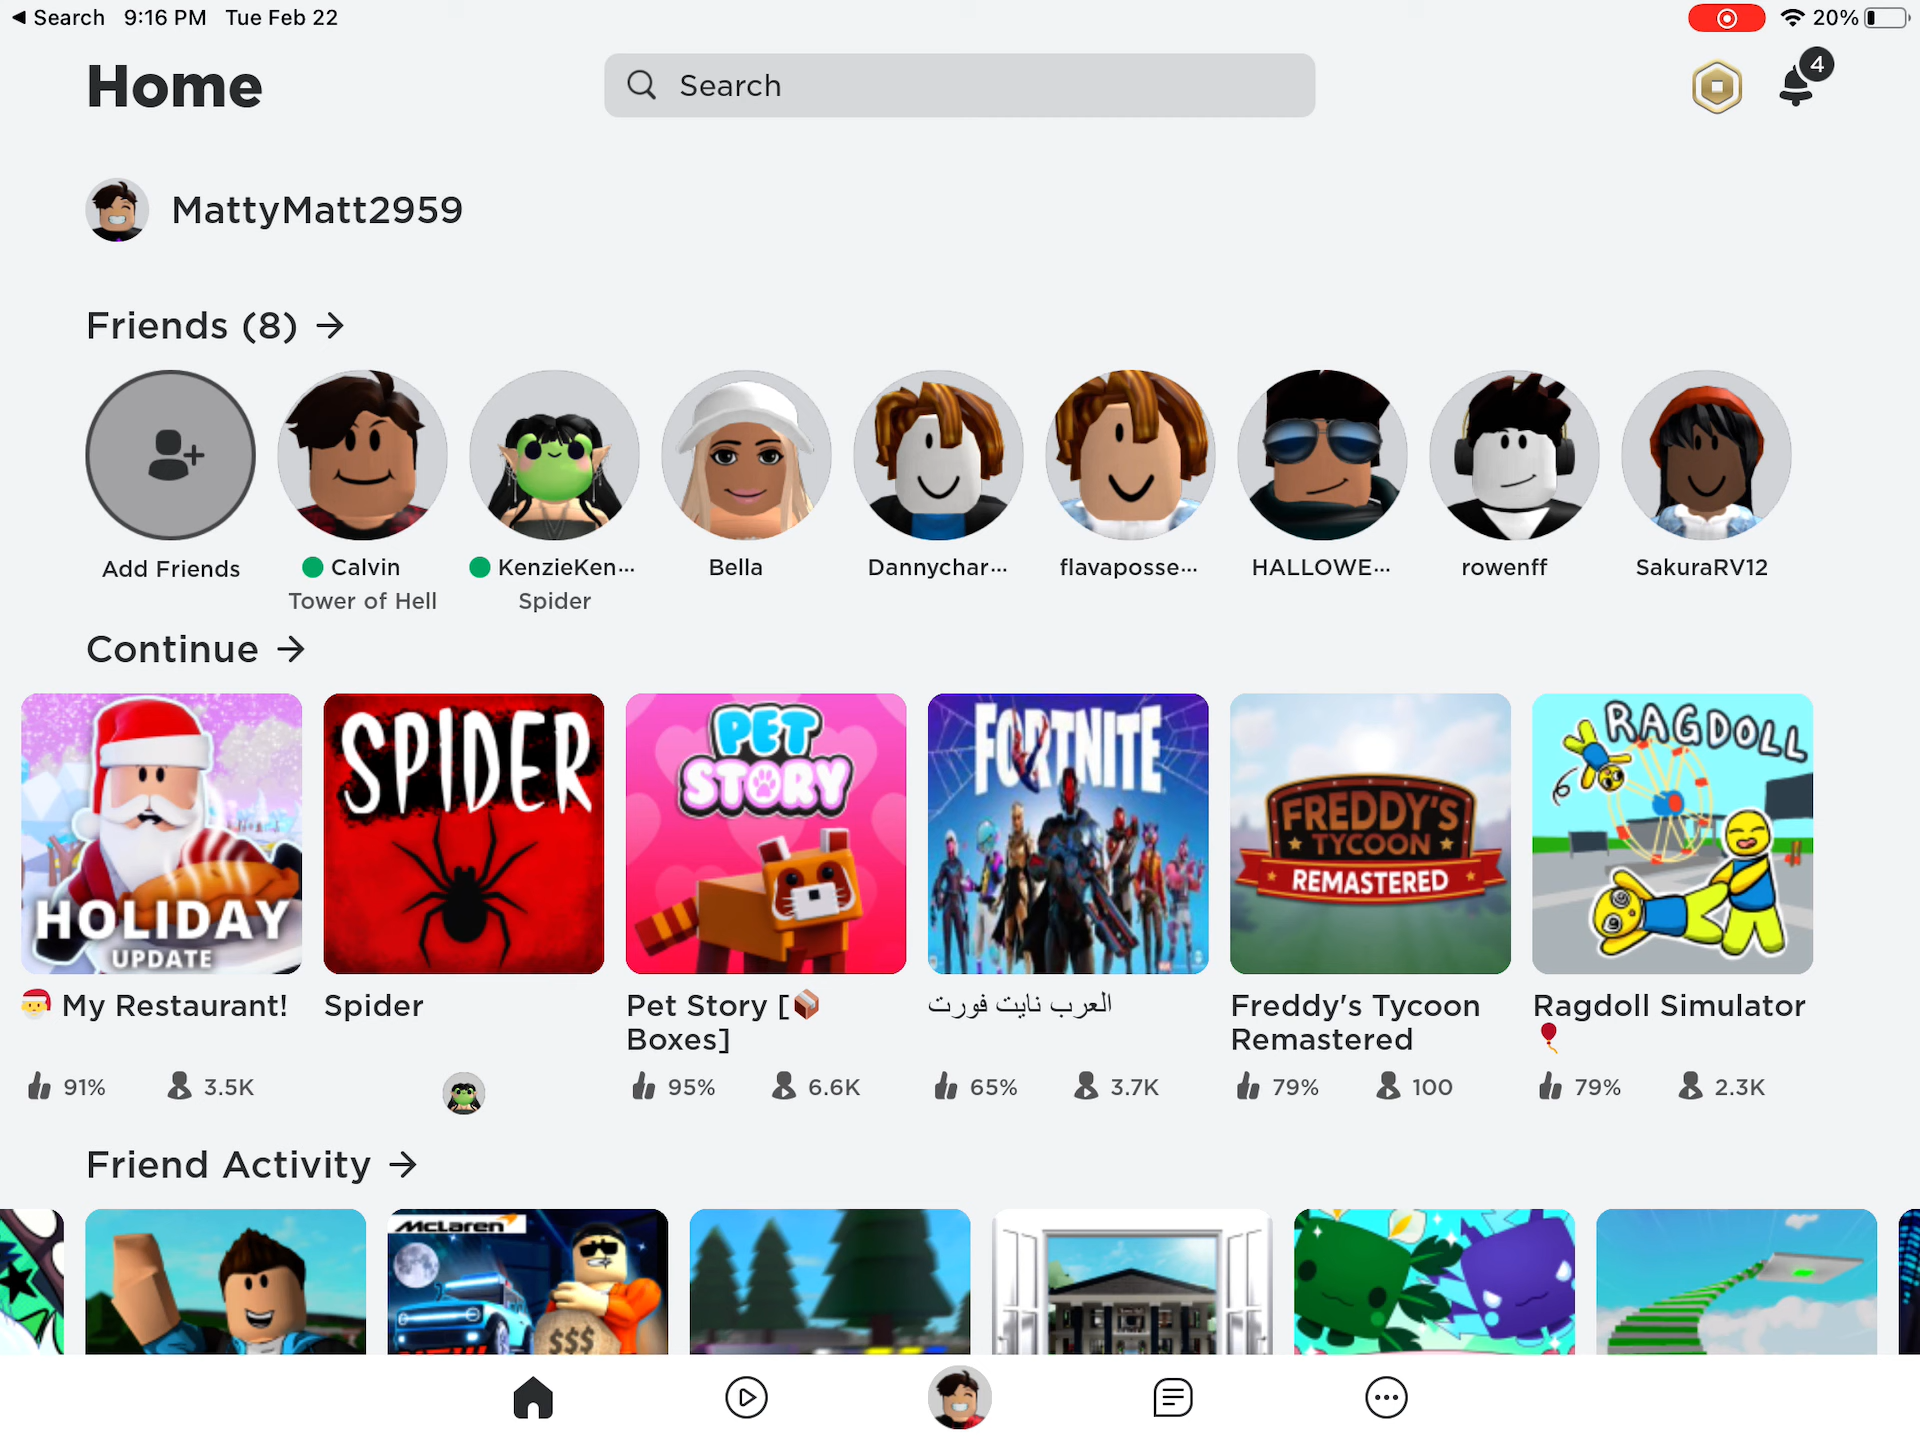 Search 9:16 PM Tue Feb 22
20%
Home
Search
4
MattyMatt2959
Friends (8) →
Add Friends
Calvin
Tower of Hell
KenzieKen...
Spider
Bella
Dannychar...
flavaposse...
HALLOWE...
rowenff
SakuraRV12
Continue →
HOLIDAY
UPDATE
SPIDER
PET
STORY
FORTNITE
FREDDY'S
TYCOON
REMASTERED
RAGDOLL
🎅 My Restaurant!
91% 3.5K
Spider
Pet Story [📦
Boxes]
95% 6.6K
العرب نايت فورت
65% 3.7K
Freddy's Tycoon
Remastered
79% 100
Ragdoll Simulator
🎈
79% 2.3K
Friend Activity →
McLaren
$$$